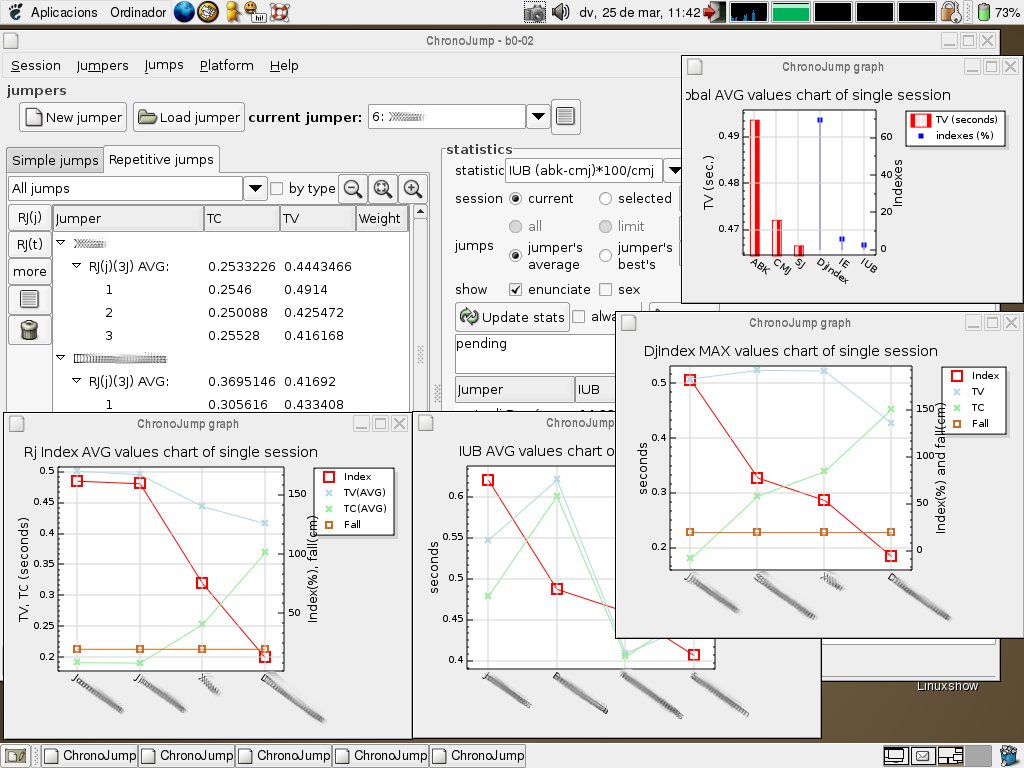 Aplicacions Ordinador hi! dv, 25 de mar, 11:42 73%
ChronoJump - b0-02
Session Jumpers Jumps Platform Help
jumpers
New jumper Load jumper current jumper: 6:
Simple jumps Repetitive jumps
All jumps by type
RJ(j) Jumper TC TV Weight
RJ(t)
more
RJ(j)(3J) AVG: 0.2533226 0.4443466
1 0.2546 0.4914
2 0.250088 0.425472
3 0.25528 0.416168
RJ(j)(3J) AVG: 0.3695146 0.41692
1 0.305616 0.433408
statistics
statistic IUB (abk-cmj)*100/cmj
session current selected
all limit
jumps jumper's average jumper's best's
show enunciate sex
Update stats alwa
pending
Jumper IUB
ChronoJump graph
obal AVG values chart of single session
TV (seconds)
indexes (%)
TV (sec.)
0.49
0.48
0.47
60
40
20
0
Indexes
ABK CMJ SJ DjIndex IE IUB
ChronoJump graph
DjIndex MAX values chart of single session
Index
TV
TC
Fall
seconds
0.5
0.4
0.3
0.2
150
100
50
0
Index(%) and fall(cm)
ChronoJump graph
Rj Index AVG values chart of single session
Index
TV(AVG)
TC(AVG)
Fall
TV, TC (seconds)
0.5
0.45
0.4
0.35
0.3
0.25
0.2
150
100
50
Index(%), fall(cm)
ChronoJump
IUB AVG values chart o
seconds
0.6
0.55
0.5
0.45
0.4
Linuxshow
ChronoJump ChronoJump ChronoJump ChronoJump ChronoJump